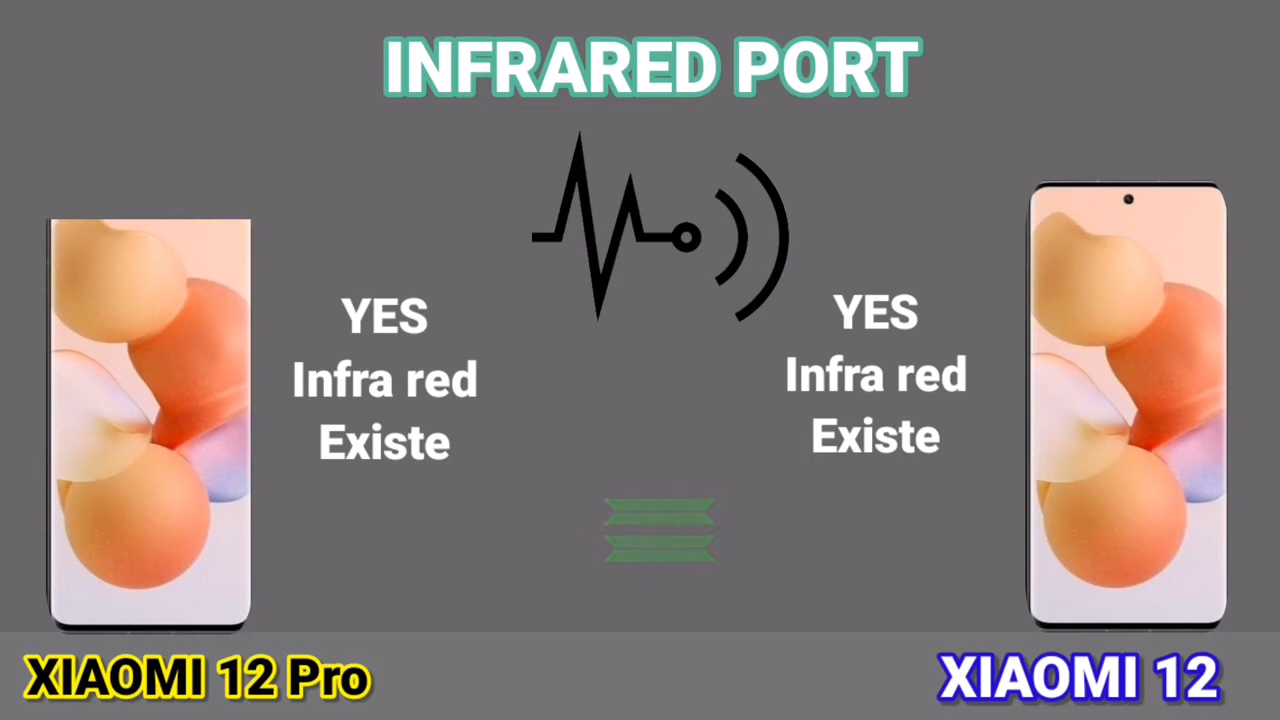 INFRARED PORT
YES
Infra red
Existe
YES
Infra red
Existe
XIAOMI 12 Pro
XIAOMI 12